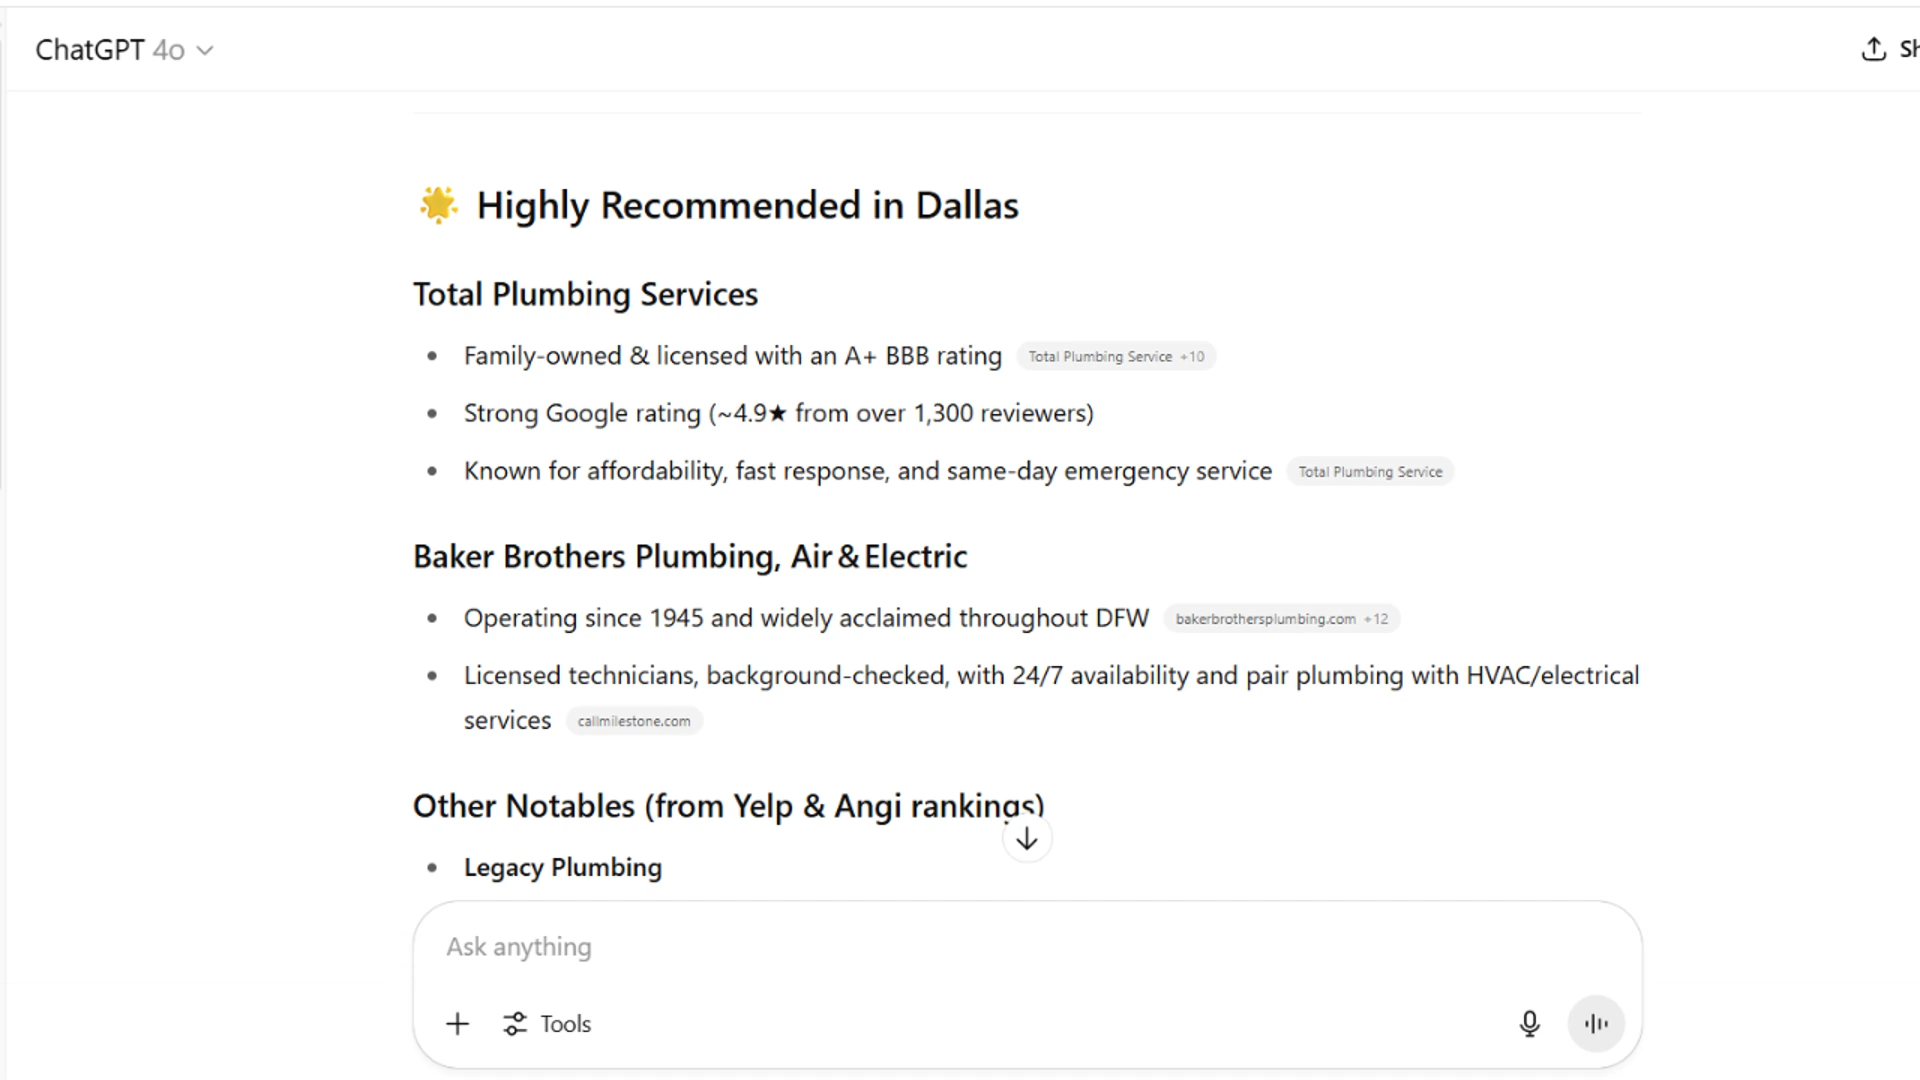 ChatGPT 4o
Sh
🌟 Highly Recommended in Dallas
Total Plumbing Services
• Family-owned & licensed with an A+ BBB rating Total Plumbing Service +10
• Strong Google rating (~4.9★ from over 1,300 reviewers)
• Known for affordability, fast response, and same-day emergency service Total Plumbing Service
Baker Brothers Plumbing, Air & Electric
• Operating since 1945 and widely acclaimed throughout DFW bakerbrothersplumbing.com +12
• Licensed technicians, background-checked, with 24/7 availability and pair plumbing with HVAC/electrical
services callmilestone.com
Other Notables (from Yelp & Angi rankings)
• Legacy Plumbing
Ask anything
Tools